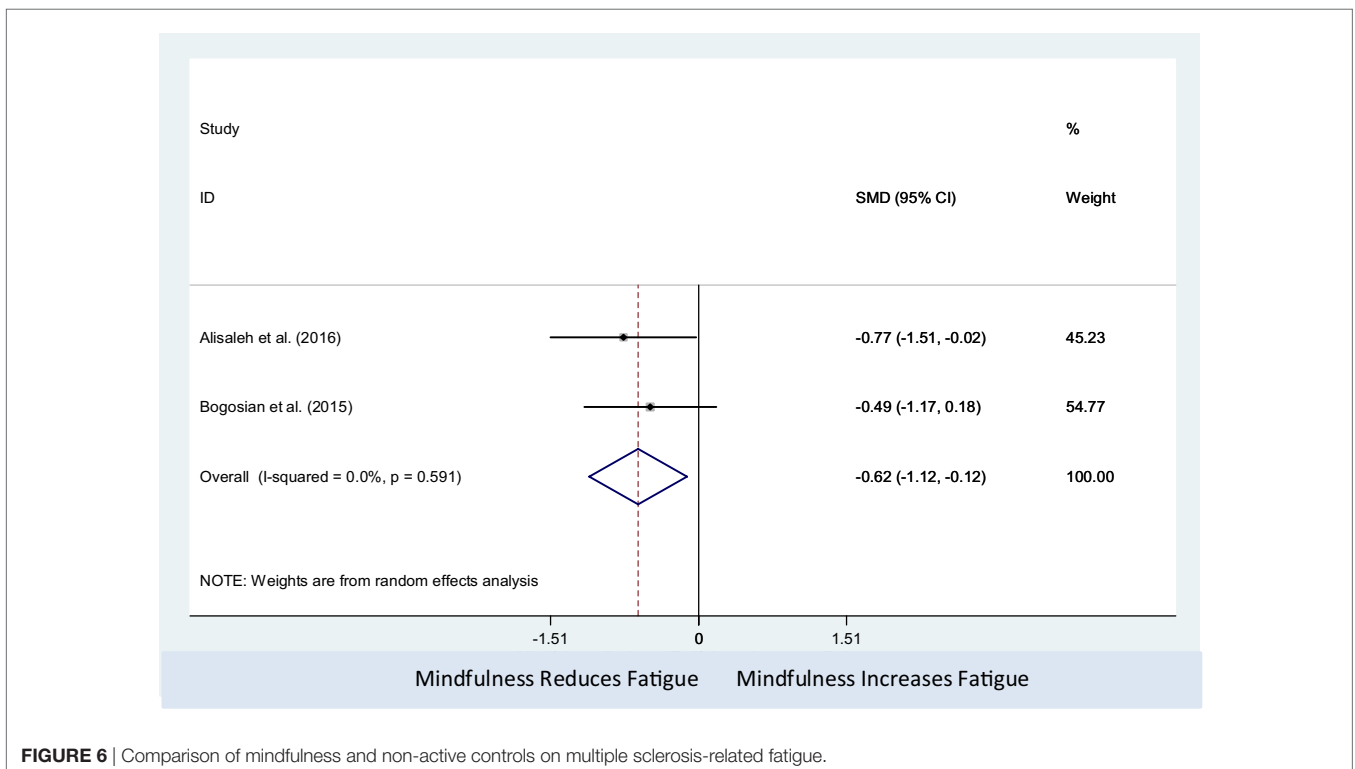 Study %
ID SMD (95% CI) Weight
Alisaleh et al. (2016) -0.77 (-1.51, -0.02) 45.23
Bogosian et al. (2015) -0.49 (-1.17, 0.18) 54.77
Overall (I-squared = 0.0%, p = 0.591) -0.62 (-1.12, -0.12) 100.00
NOTE: Weights are from random effects analysis
-1.51 0 1.51
Mindfulness Reduces Fatigue Mindfulness Increases Fatigue
FIGURE 6 | Comparison of mindfulness and non-active controls on multiple sclerosis-related fatigue.